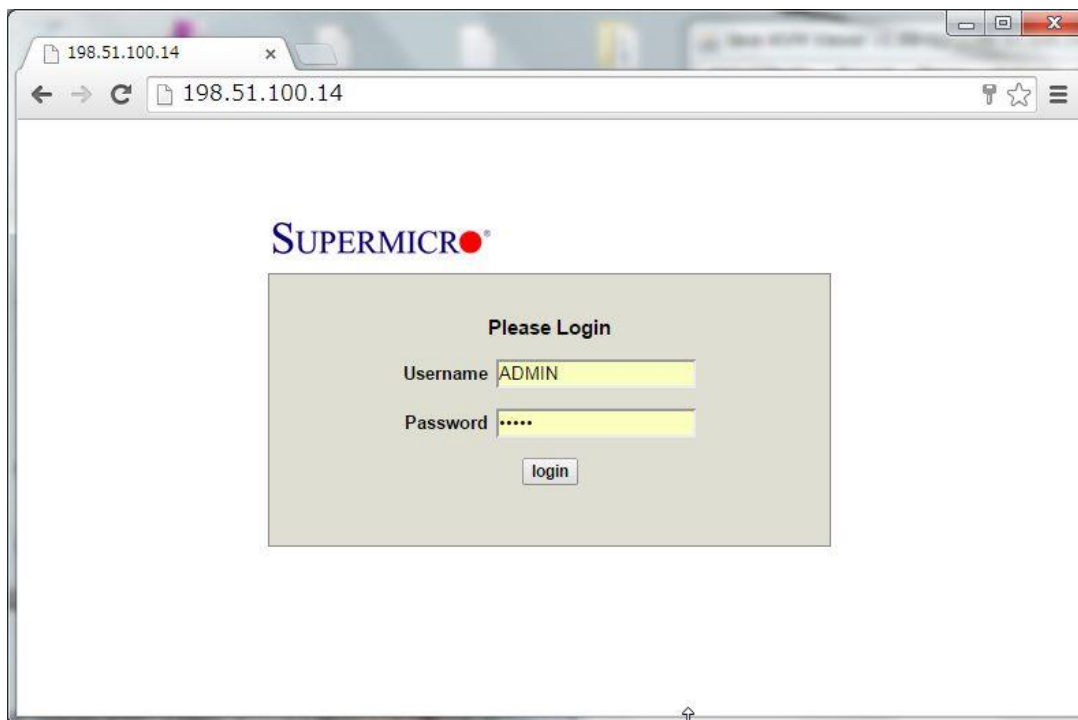 198.51.100.14
198.51.100.14
SUPERMICRO®
Please Login
Username ADMIN
Password •••••
login